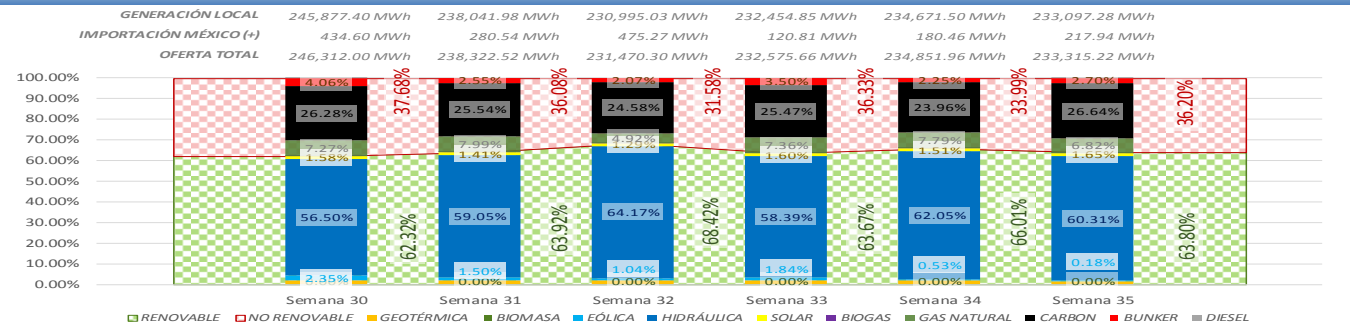 GENERACIÓN LOCAL 245,877.40 MWh 238,041.98 MWh 230,995.03 MWh 232,454.85 MWh 234,671.50 MWh 233,097.28 MWh
IMPORTACIÓN MÉXICO (+) 434.60 MWh 280.54 MWh 475.27 MWh 120.81 MWh 180.46 MWh 217.94 MWh
OFERTA TOTAL 246,312.00 MWh 238,322.52 MWh 231,470.30 MWh 232,575.66 MWh 234,851.96 MWh 233,315.22 MWh
100.00% 4.06% 2.55% 2.07% 3.50% 2.25% 2.70%
37.68% 36.08% 31.58% 36.33% 33.99% 36.20%
90.00%
26.28% 25.54% 24.58% 25.47% 23.96% 26.64%
80.00%
70.00% 7.27% 7.99% 4.92% 7.36% 7.79% 6.82%
60.00% 1.58% 1.41% 1.29% 1.60% 1.51% 1.65%
50.00%
40.00%
56.50% 59.05% 64.17% 58.39% 62.05% 60.31%
30.00%
62.32% 63.92% 68.42% 63.67% 66.01% 63.80%
20.00%
10.00%
2.35% 1.50% 1.04% 1.84% 0.53% 0.18%
0.00% 0.00% 0.00% 0.00% 0.00% 0.00%
Semana 30 Semana 31 Semana 32 Semana 33 Semana 34 Semana 35
RENOVABLE NO RENOVABLE GEOTÉRMICA BIOMASA EÓLICA HIDRÁULICA SOLAR BIOGAS GAS NATURAL CARBON BUNKER DIESEL